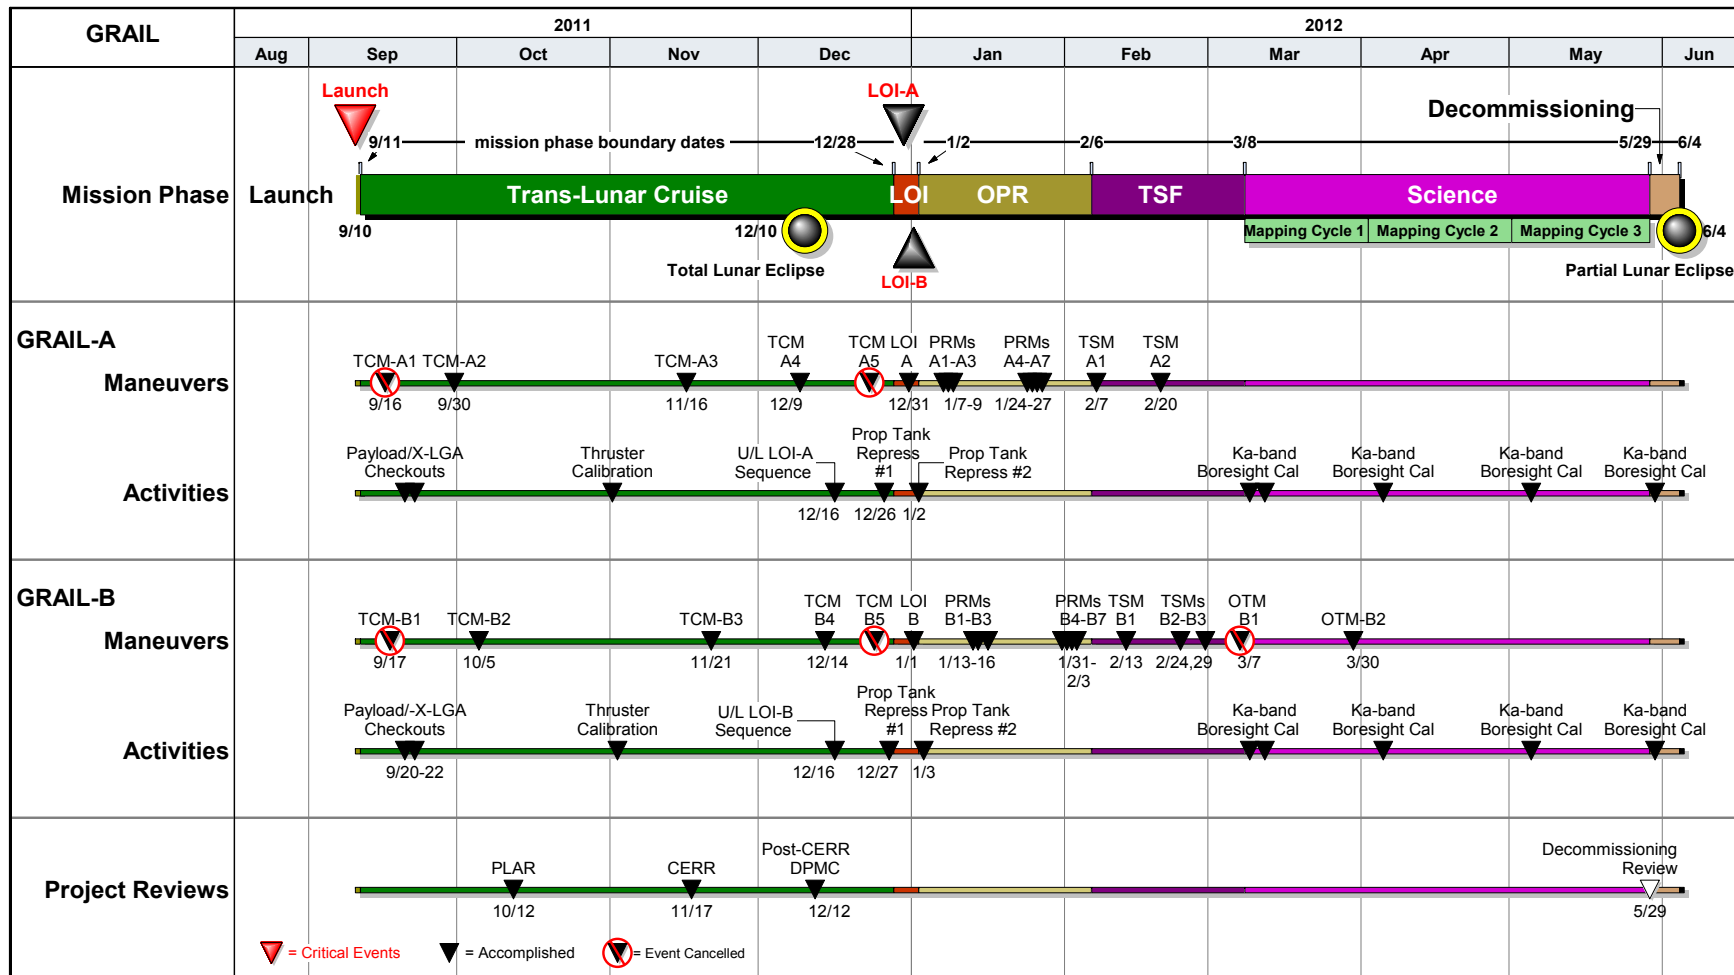 GRAIL
2011
2012
Aug
Sep
Oct
Nov
Dec
Jan
Feb
Mar
Apr
May
Jun
Launch
LOI-A
Decommissioning
9/11
mission phase boundary dates
12/28
1/2
2/6
3/8
5/29
6/4
Mission Phase
Launch
Trans-Lunar Cruise
LOI
OPR
TSF
Science
Mapping Cycle 1
Mapping Cycle 2
Mapping Cycle 3
9/10
12/10
6/4
Total Lunar Eclipse
LOI-B
Partial Lunar Eclipse
GRAIL-A
Maneuvers
TCM-A1
TCM-A2
TCM-A3
TCM
A4
TCM
A5
LOI
A
PRMs
A1-A3
PRMs
A4-A7
TSM
A1
TSM
A2
9/16
9/30
11/16
12/9
12/31
1/7-9
1/24-27
2/7
2/20
Activities
Payload/X-LGA
Checkouts
Thruster
Calibration
U/L LOI-A
Sequence
Prop Tank
Repress
#1
Prop Tank
Repress #2
Ka-band
Boresight Cal
Ka-band
Boresight Cal
Ka-band
Boresight Cal
Ka-band
Boresight Cal
12/16
12/26
1/2
GRAIL-B
Maneuvers
TCM-B1
TCM-B2
TCM-B3
TCM
B4
TCM
B5
LOI
B
PRMs
B1-B3
PRMs
B4-B7
TSM
B1
TSMs
B2-B3
OTM
B1
OTM-B2
9/17
10/5
11/21
12/14
1/1
1/13-16
1/31-
2/3
2/13
2/24,29
3/7
3/30
Activities
Payload/-X-LGA
Checkouts
Thruster
Calibration
U/L LOI-B
Sequence
Prop Tank
Repress
#1
Prop Tank
Repress #2
Ka-band
Boresight Cal
Ka-band
Boresight Cal
Ka-band
Boresight Cal
Ka-band
Boresight Cal
9/20-22
12/16
12/27
1/3
Project Reviews
PLAR
CERR
Post-CERR
DPMC
Decommissioning
Review
10/12
11/17
12/12
5/29
= Critical Events
= Accomplished
= Event Cancelled